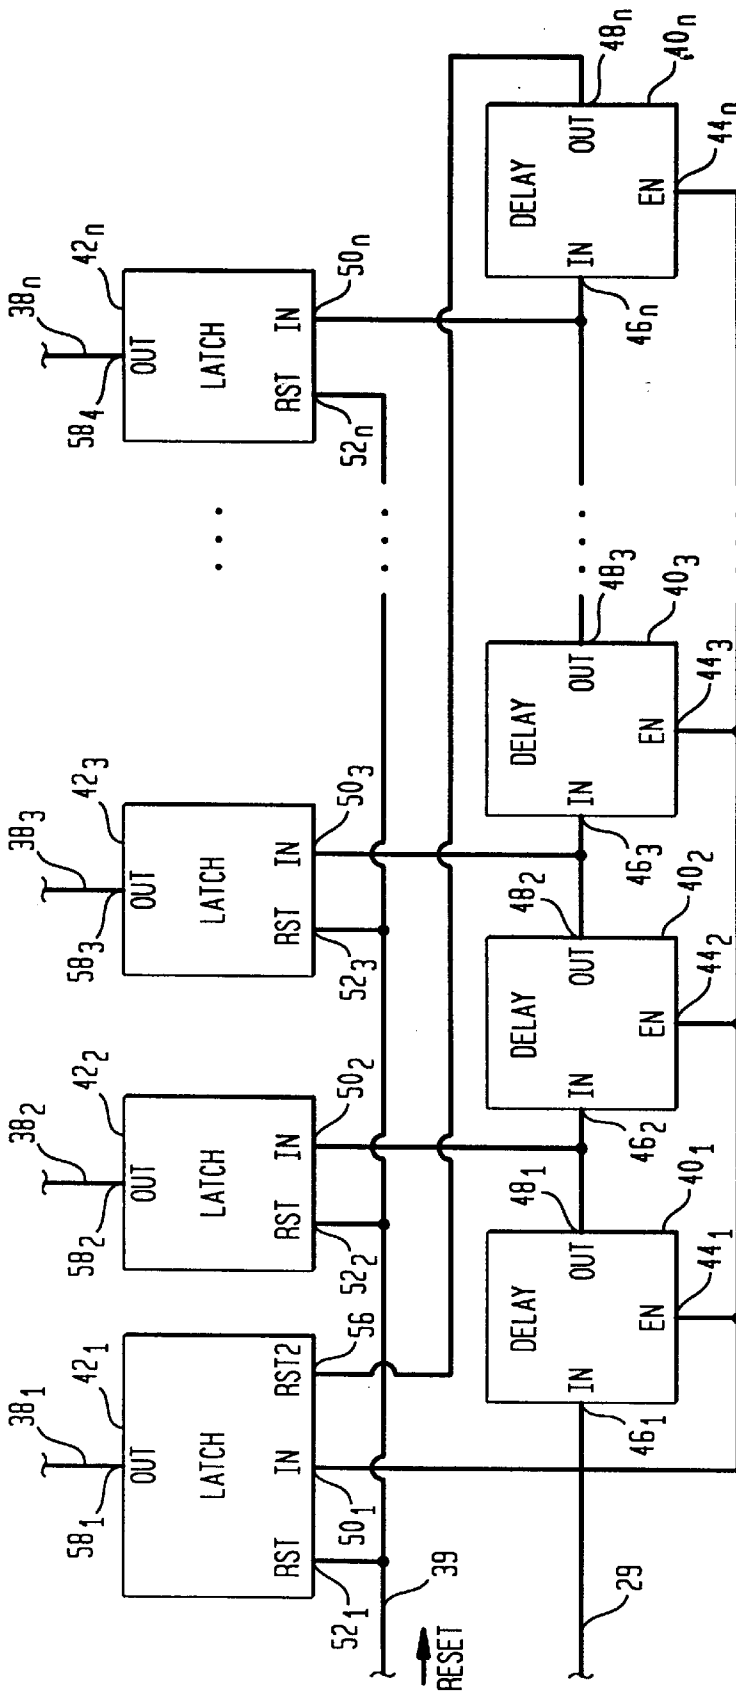 38₁ 38₂ 38₃ 38ₙ
58₁ 42₁ 58₂ 42₂ 58₃ 42₃ 58₄ 42ₙ
OUT OUT OUT OUT
LATCH LATCH LATCH ... LATCH
RST IN RST2 RST IN RST IN RST IN
52₁ 50₁ 56 52₂ 50₂ 52₃ 50₃ 52ₙ 50ₙ
39 ...
RESET
48₁ 48₂ 48₃ 48ₙ
DELAY DELAY DELAY DELAY
IN OUT IN OUT IN OUT ... IN OUT
29
EN EN EN EN
46₁ 40₁ 46₂ 40₂ 46₃ 40₃ 46ₙ 40ₙ
44₁ 44₂ 44₃ 44ₙ